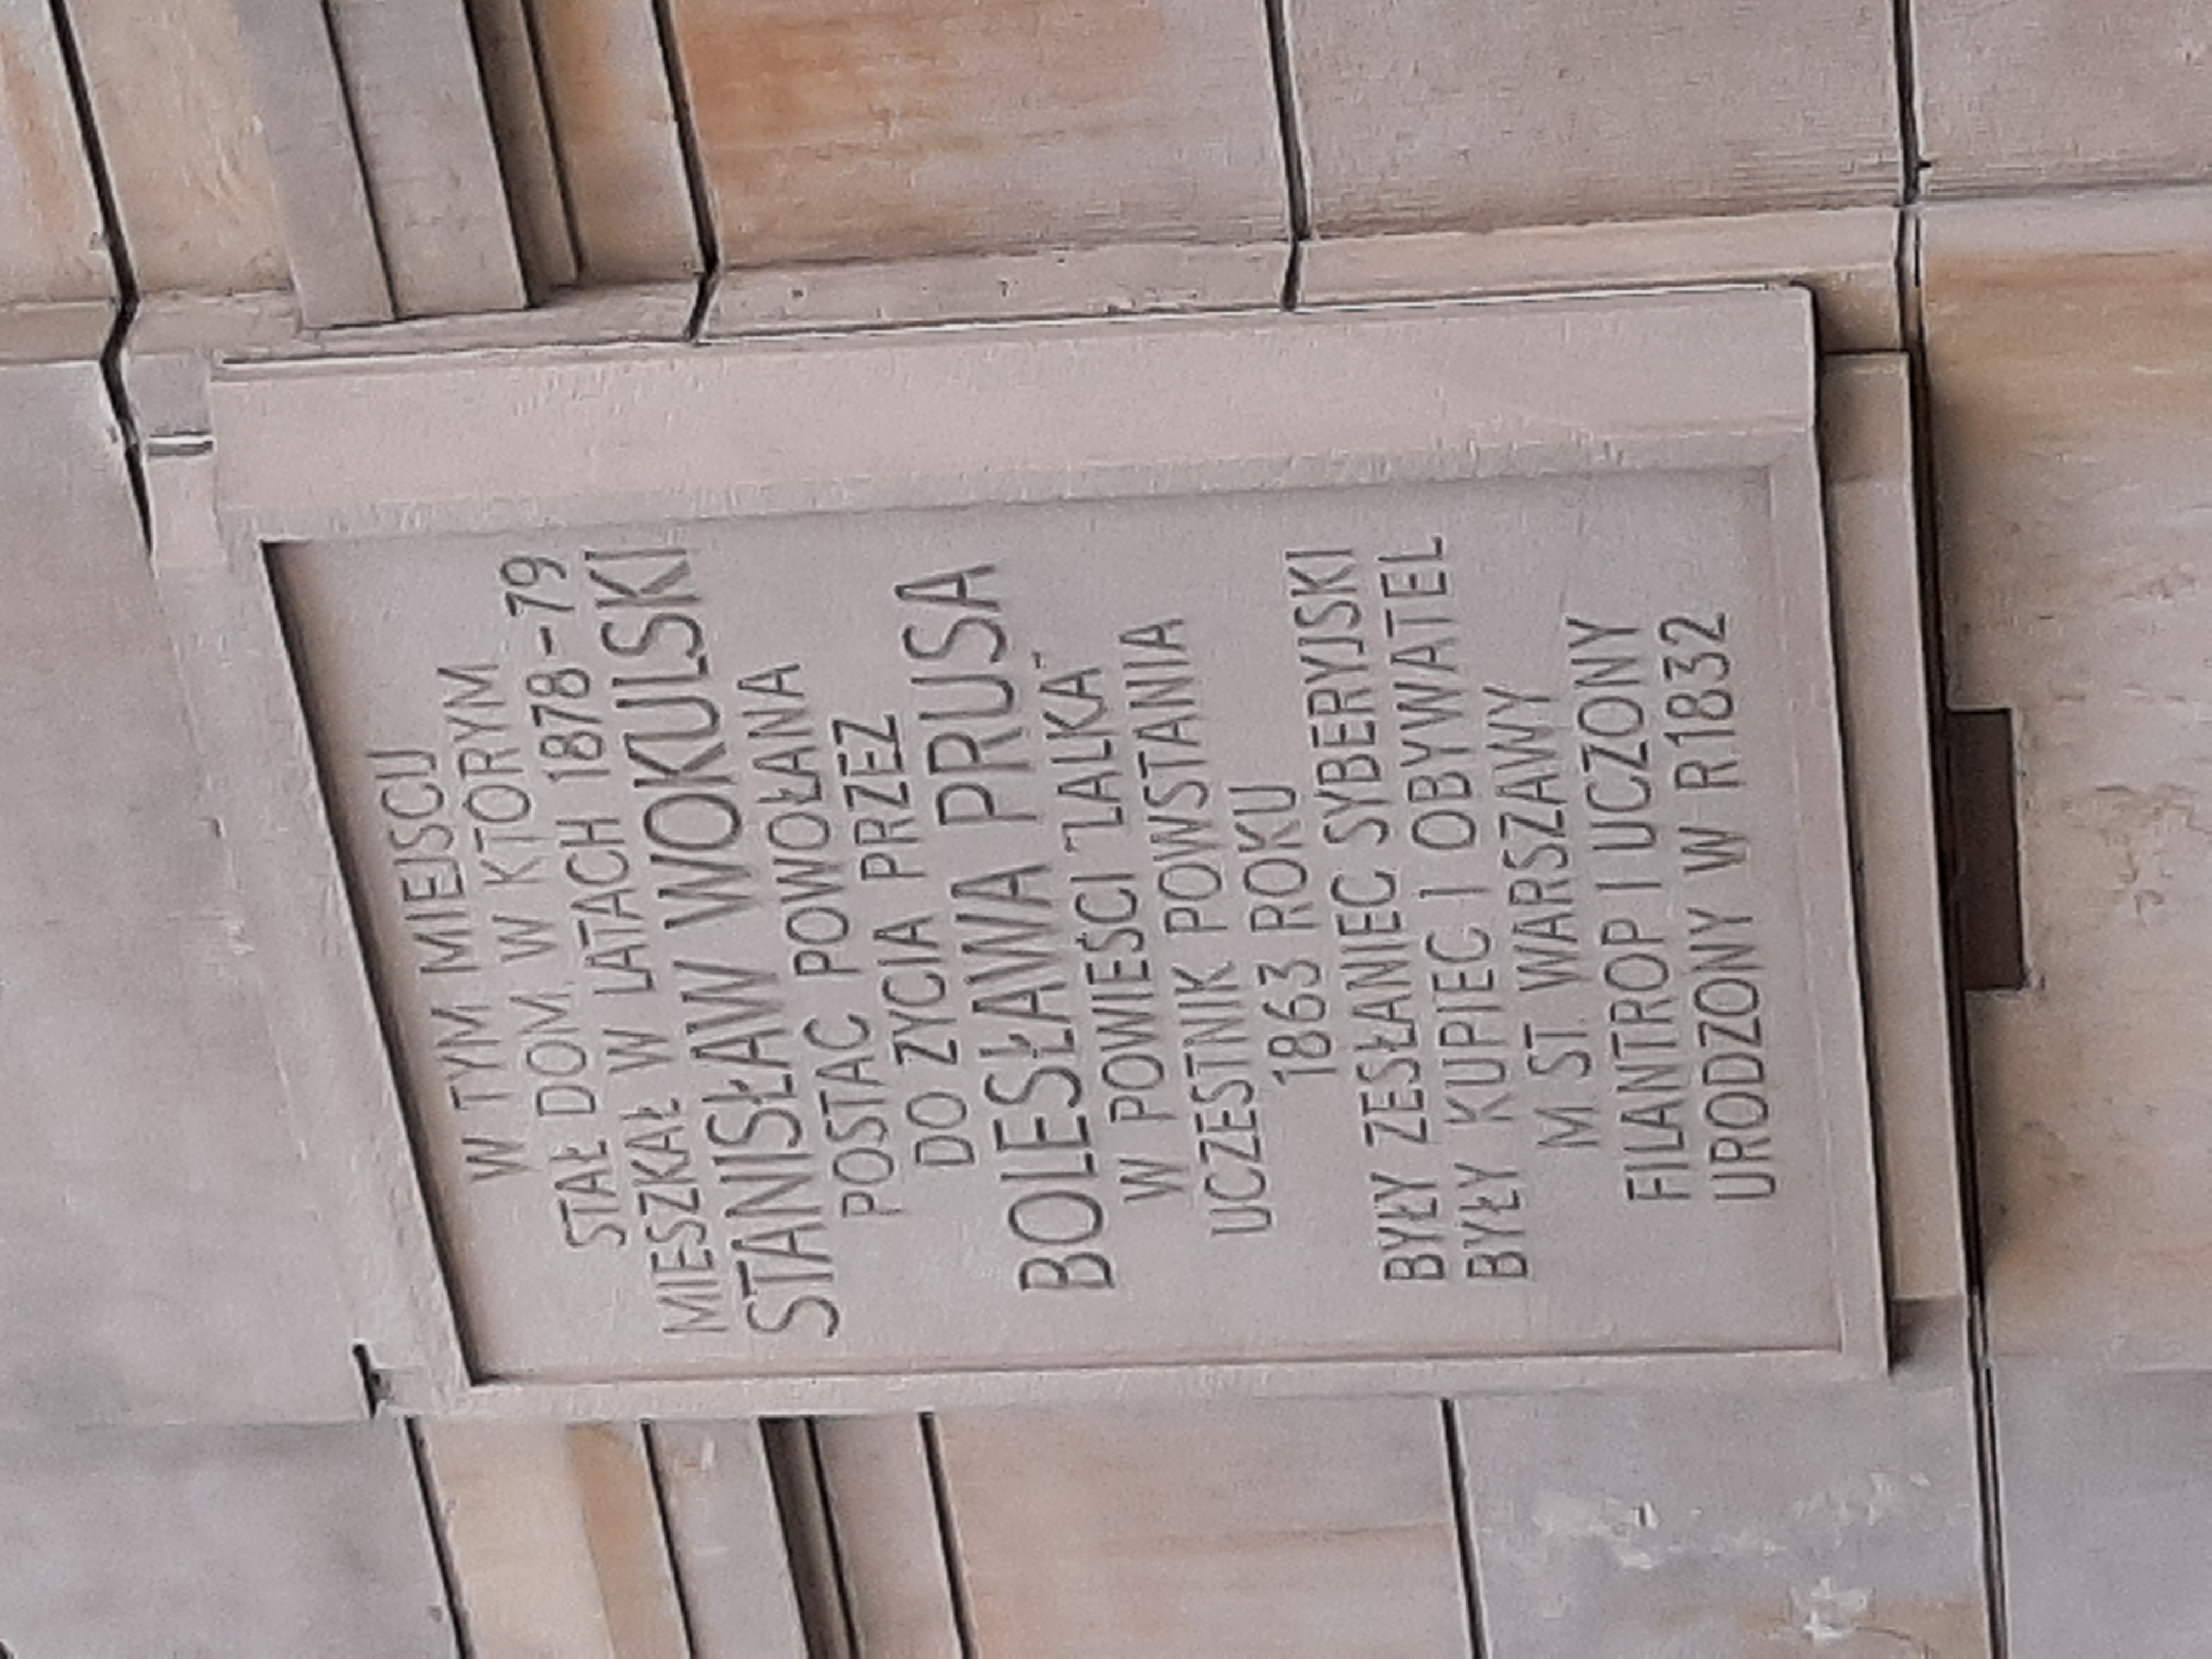 W TYM MIEJSCU
STAŁ DOM W KTÓRYM
MIESZKAŁ W LATACH 1878-79
STANISŁAW WOKULSKI
POSTAĆ POWOŁANA
DO ŻYCIA PRZEZ
BOLESŁAWA PRUSA
W POWIEŚCI "LALKA"
UCZESTNIK POWSTANIA
1863 ROKU
BYŁY ZESŁANIEC SYBERYJSKI
BYŁY KUPIEC I OBYWATEL
M ST. WARSZAWY
FILANTROP I UCZONY
URODZONY W R1832